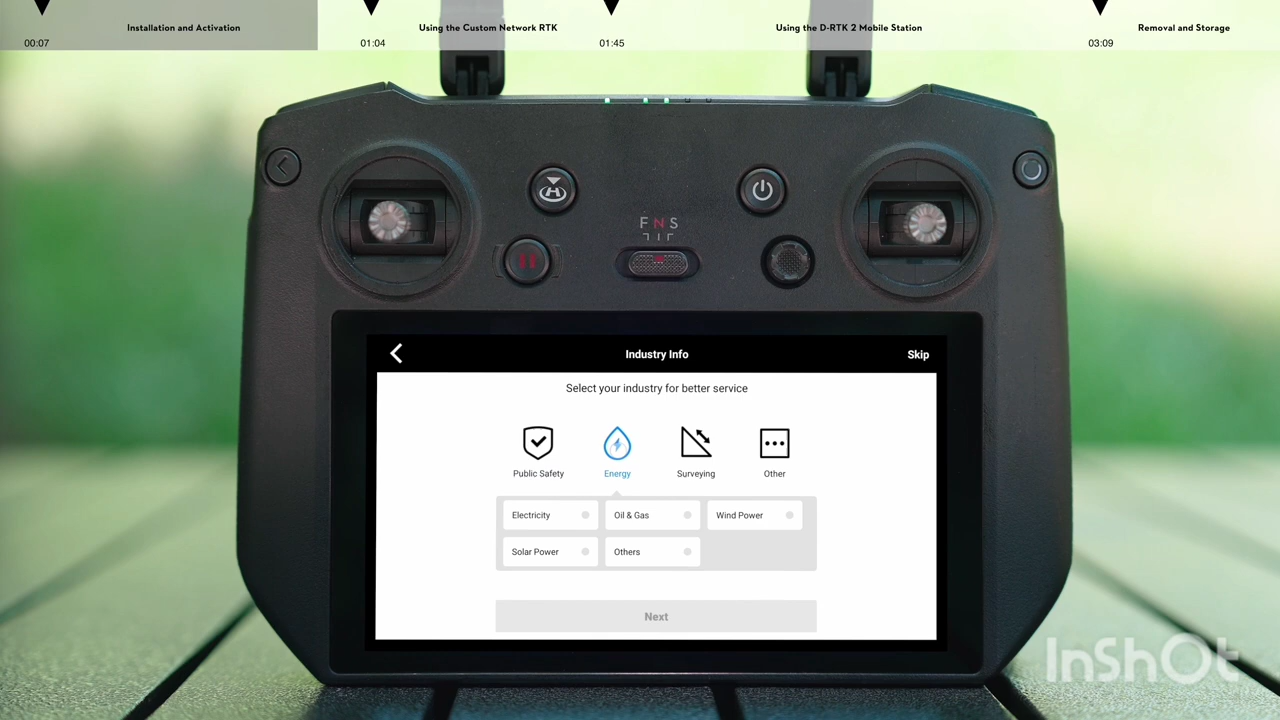 Installation and Activation
Using the Custom Network RTK
Using the D-RTK 2 Mobile Station
Removal and Storage
00:07
01:04
01:45
03:09
F N S
Industry Info
Skip
Select your industry for better service
Public Safety
Energy
Surveying
Other
Electricity
Oil & Gas
Wind Power
Solar Power
Others
Next
InShOt